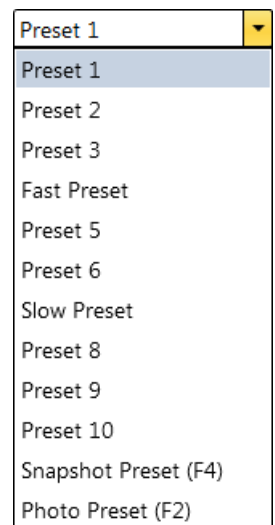 Preset 1
Preset 1
Preset 2
Preset 3
Fast Preset
Preset 5
Preset 6
Slow Preset
Preset 8
Preset 9
Preset 10
Snapshot Preset (F4)
Photo Preset (F2)